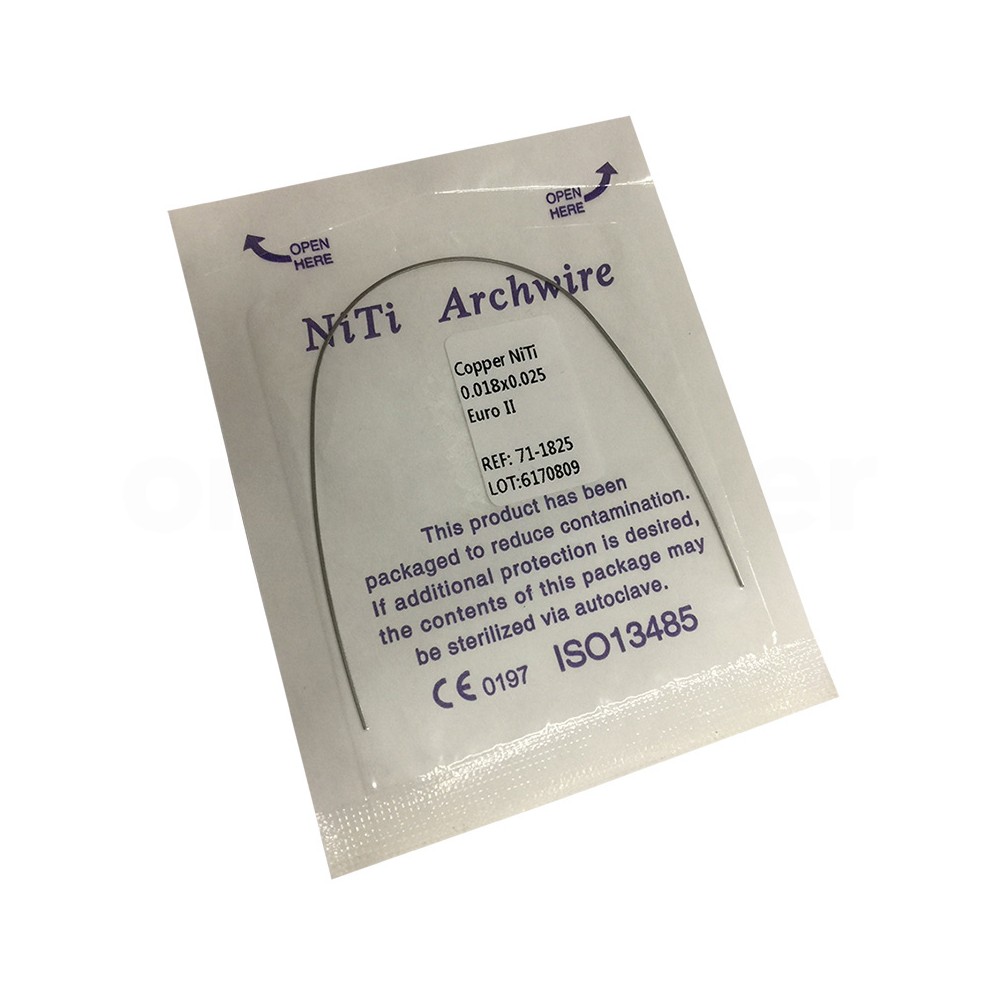 OPEN
HERE
OPEN
HERE
NiTi Archwire
Copper NiTi
0.018x0.025
Euro II
REF: 71-1825
LOT:6170809
This product has been
packaged to reduce contamination.
If additional protection is desired,
the contents of this package may
be sterilized via autoclave.
CE 0197 ISO13485